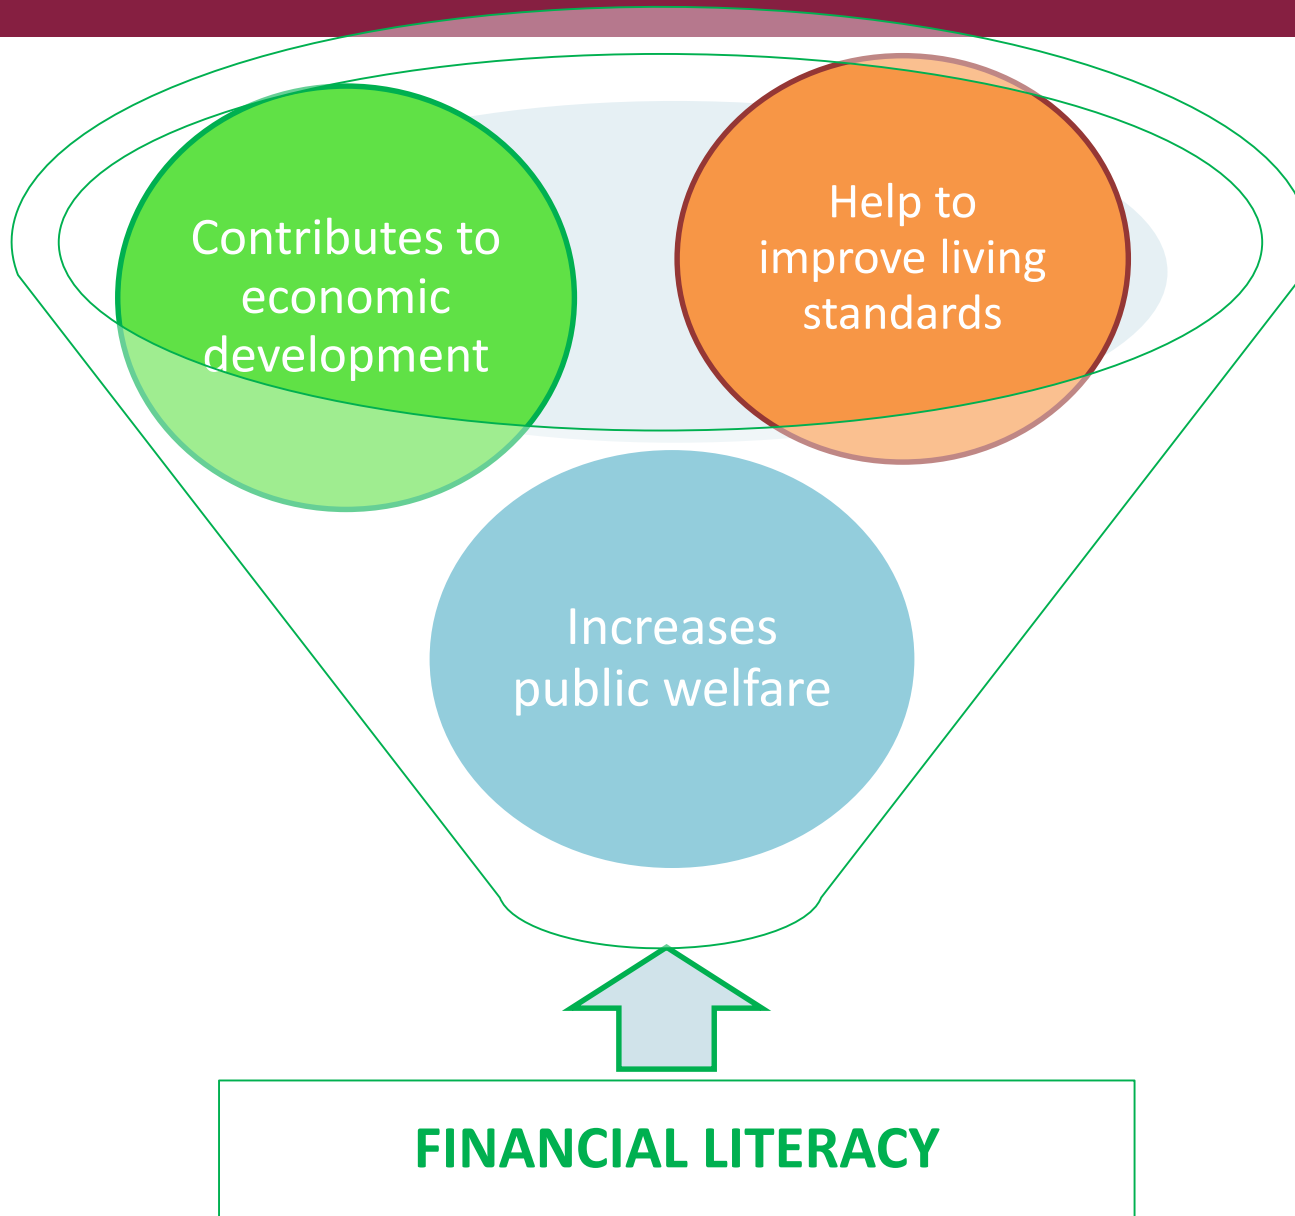 Contributes to
economic
development
Help to
improve living
standards
Increases
public welfare
FINANCIAL LITERACY